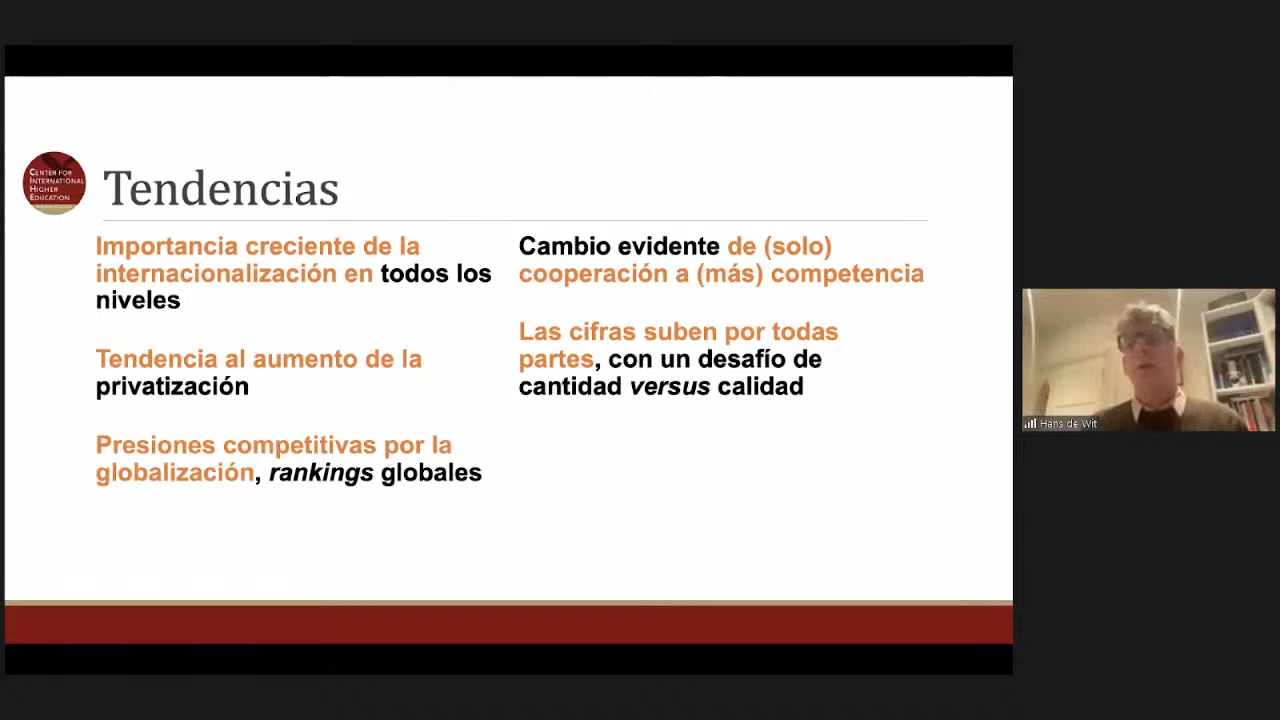 CENTER FOR
INTERNATIONAL
HIGHER
EDUCATION
Tendencias
Importancia creciente de la
internacionalización en todos los
niveles
Tendencia al aumento de la
privatización
Presiones competitivas por la
globalización, rankings globales
Cambio evidente de (solo)
cooperación a (más) competencia
Las cifras suben por todas
partes, con un desafío de
cantidad versus calidad
Hans de Wit